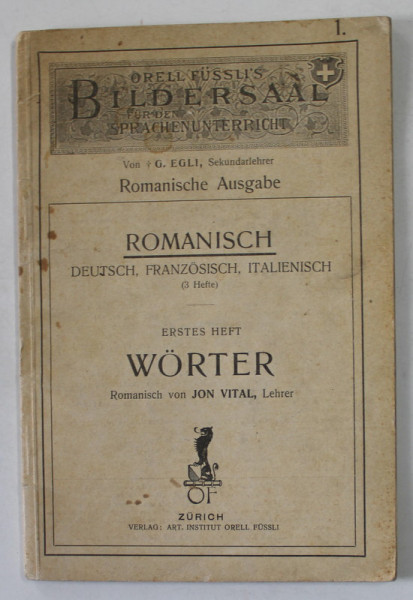 1.
ORELL FÜSSLI'S
BILDERSAAL
FÜR DEN
SPRACHENUNTERRICHT
Von † G. EGLI, Sekundarlehrer
Romanische Ausgabe
ROMANISCH
DEUTSCH, FRANZÖSISCH, ITALIENISCH
(3 Hefte)
ERSTES HEFT
WÖRTER
Romanisch von JON VITAL, Lehrer
OF
ZÜRICH
VERLAG: ART. INSTITUT ORELL FÜSSLI